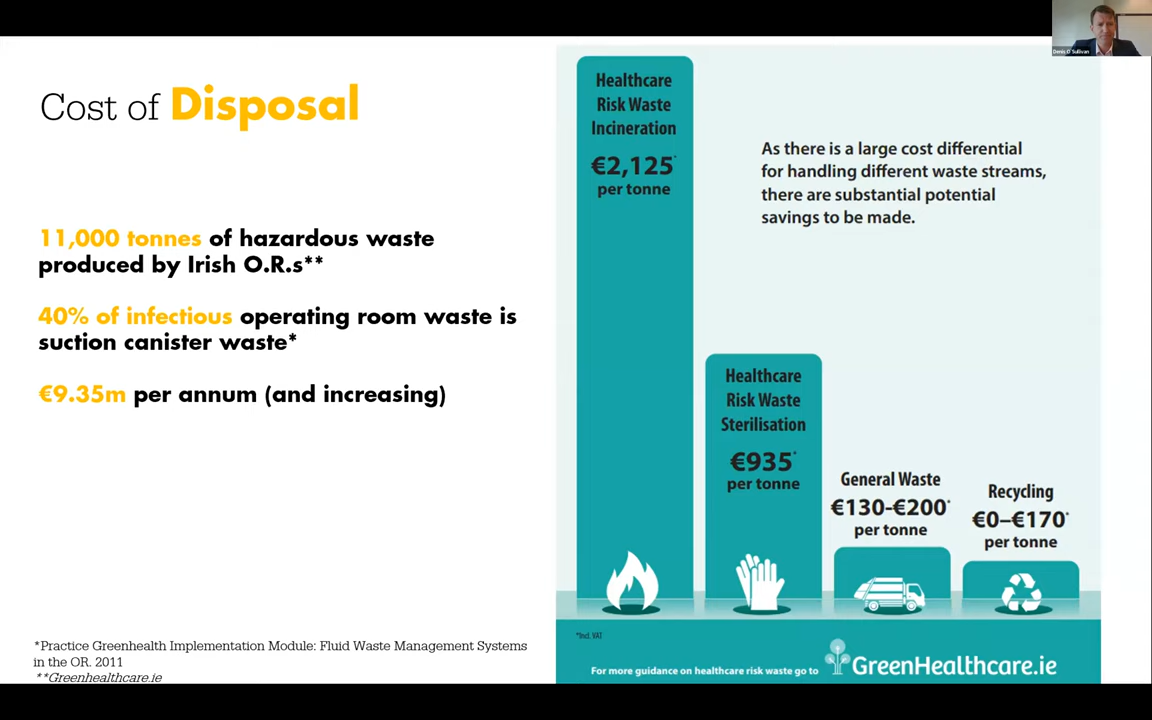 Denis O Sullivan
Cost of Disposal
11,000 tonnes of hazardous waste
produced by Irish O.R.s**
40% of infectious operating room waste is
suction canister waste*
€9.35m per annum (and increasing)
*Practice Greenhealth Implementation Module: Fluid Waste Management Systems
in the OR. 2011
**Greenhealthcare.ie
Healthcare
Risk Waste
Incineration
€2,125*
per tonne
As there is a large cost differential
for handling different waste streams,
there are substantial potential
savings to be made.
Healthcare
Risk Waste
Sterilisation
€935*
per tonne
General Waste
€130-€200*
per tonne
Recycling
€0–€170*
per tonne
*Incl. VAT
For more guidance on healthcare risk waste go to
GreenHealthcare.ie